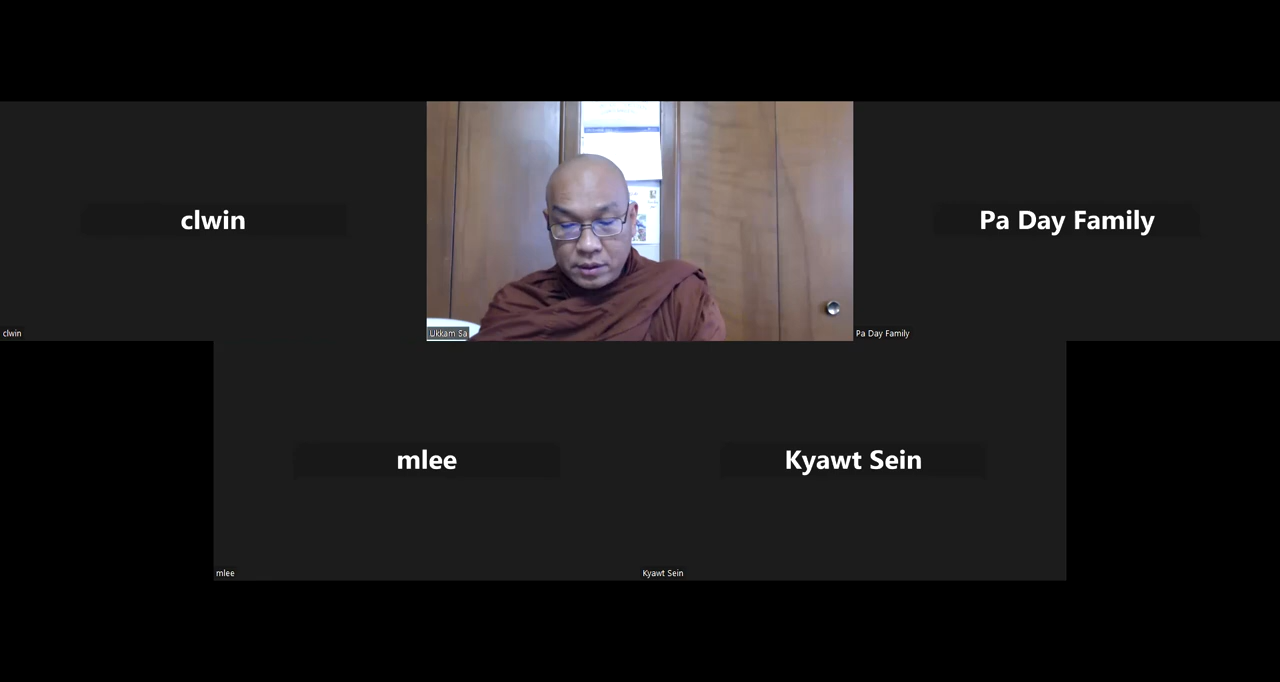 clwin
Pa Day Family
clwin
Ukkam Sa
Pa Day Family
mlee
Kyawt Sein
mlee
Kyawt Sein